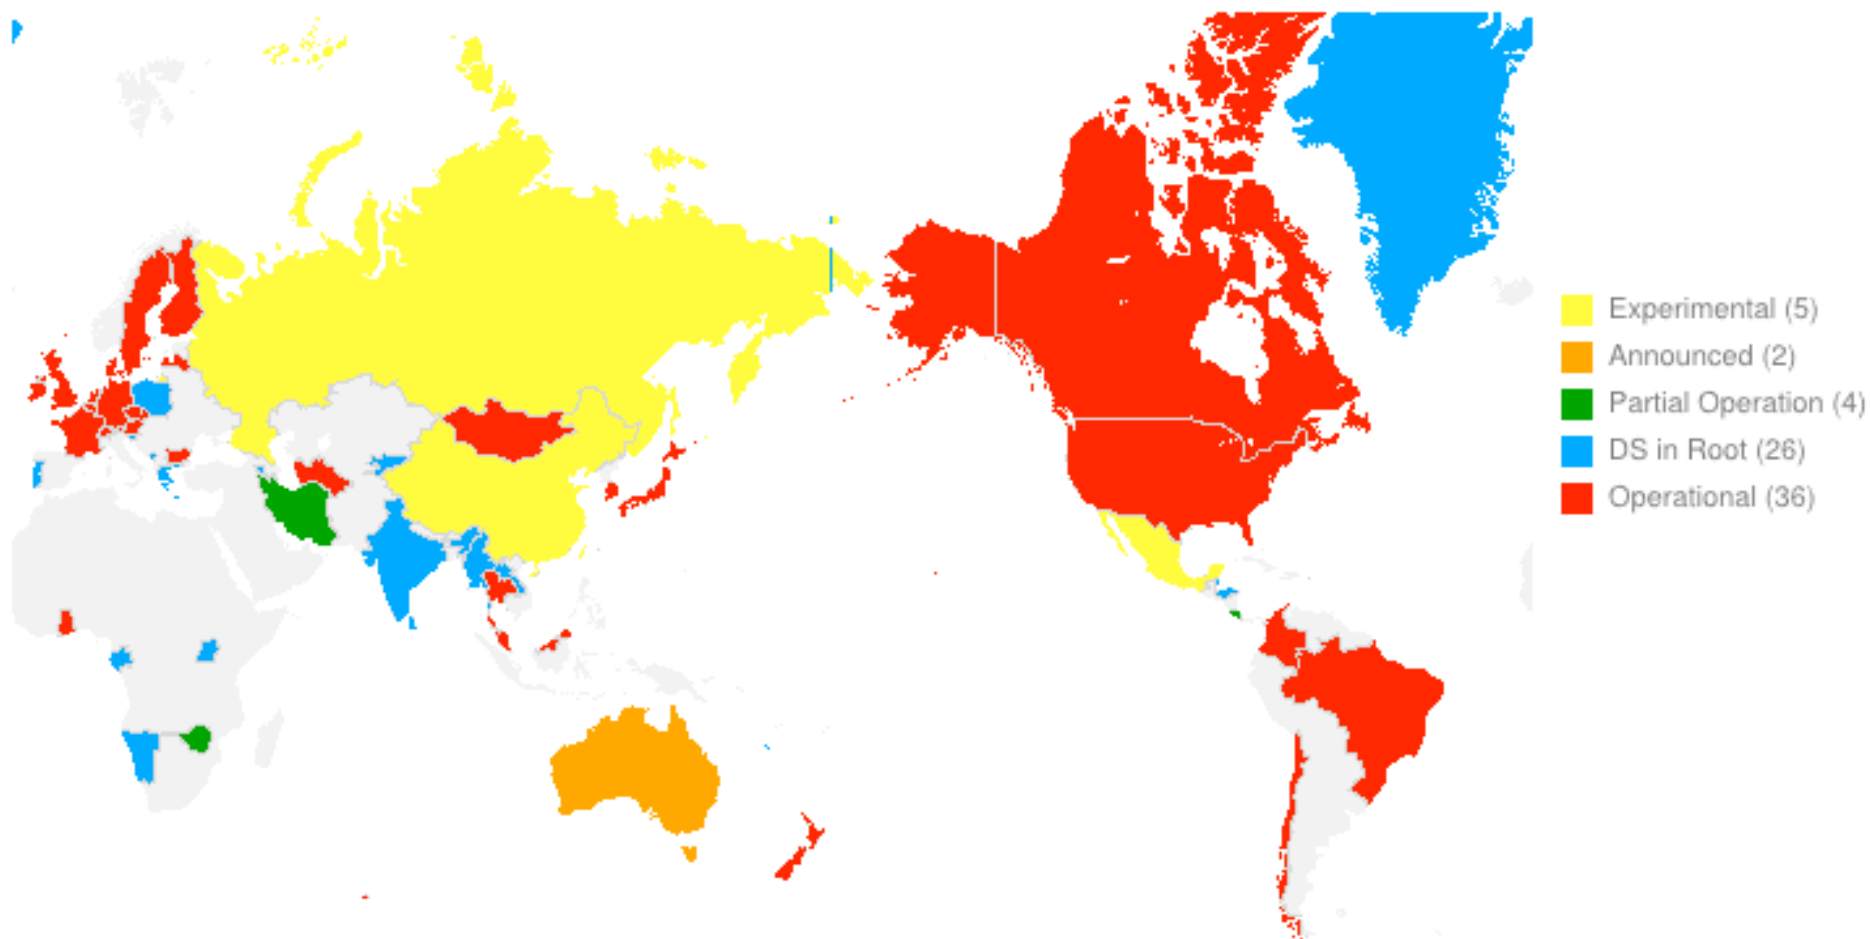 Experimental (5)
Announced (2)
Partial Operation (4)
DS in Root (26)
Operational (36)